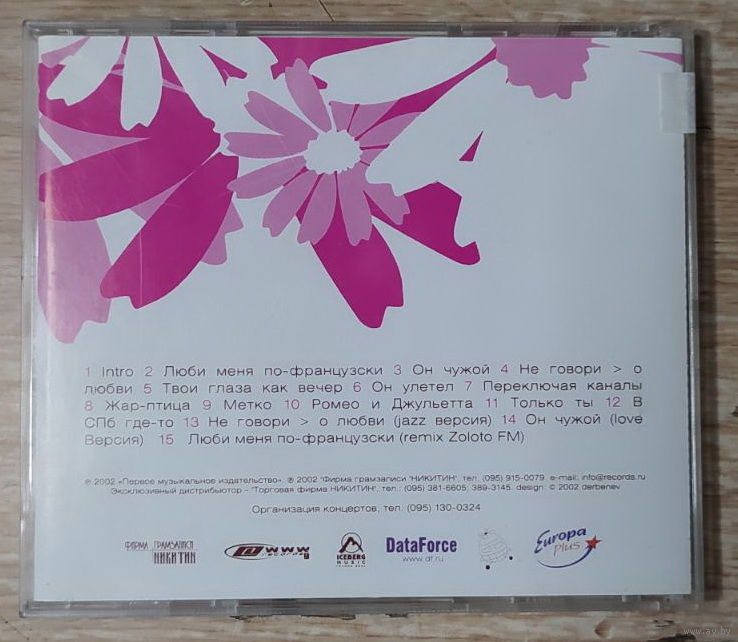 1 Intro 2 Люби меня по-французски 3 Он чужой 4 Не говори > о
любви 5 Твои глаза как вечер 6 Он улетел 7 Переключая каналы
8 Жар-птица 9 Метко 10 Ромео и Джульетта 11 Только ты 12 В
СПб где-то 13 Не говори > о любви (jazz версия) 14 Он чужой (love
Версия) 15 Люби меня по-французски (remix Zoloto FM)
℗ 2002 «Первое музыкальное издательство». ℗ 2002 "Фирма грамзаписи "НИКИТИН", тел. (095) 915-0079. e-mail: info@records.ru
Эксклюзивный дистрибьютор - "Торговая фирма НИКИТИН", тел.: (095) 381-6605; 389-3145. design: © 2002 derbenev
Организация концертов, тел. (095) 130-0324
ФИРМА ГРАМЗАПИСИ
НИКИТИН
www
records
ICEBERG
MUSIC
DataForce
www.df.ru
Europa
plus
www.ay.by